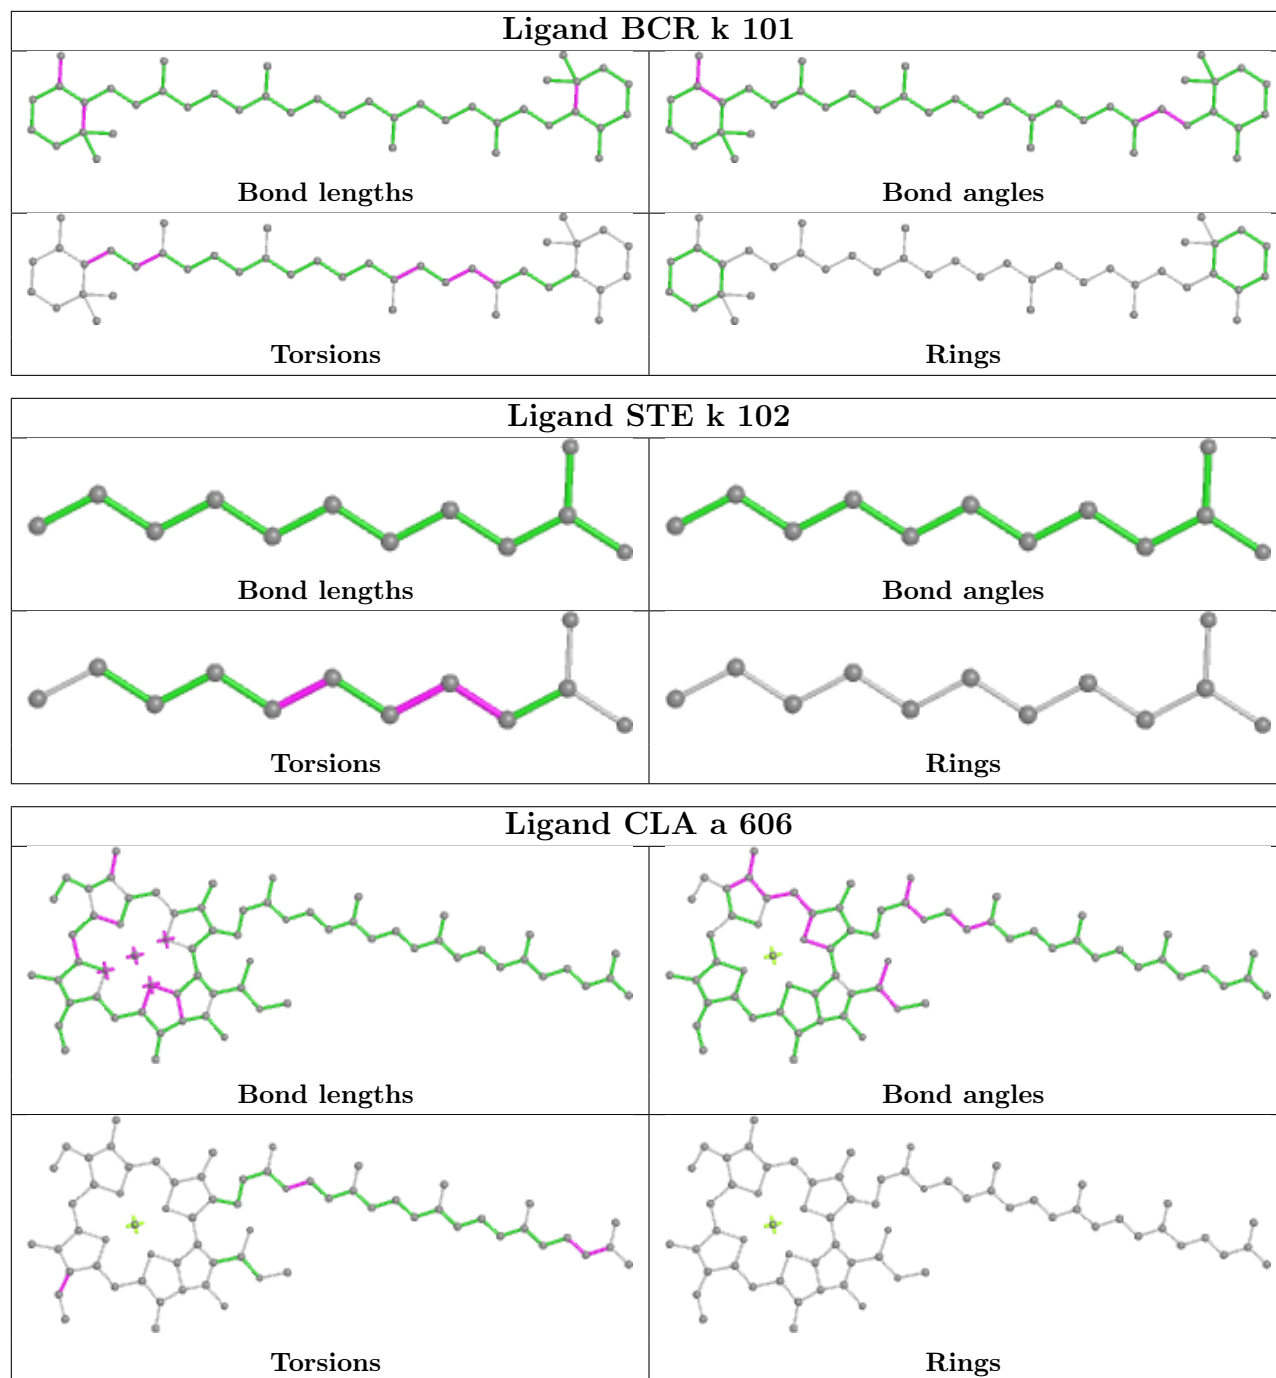 Ligand BCR k 101
Bond lengths
Bond angles
Torsions
Rings
Ligand STE k 102
Bond lengths
Bond angles
Torsions
Rings
Ligand CLA a 606
Bond lengths
Bond angles
Torsions
Rings